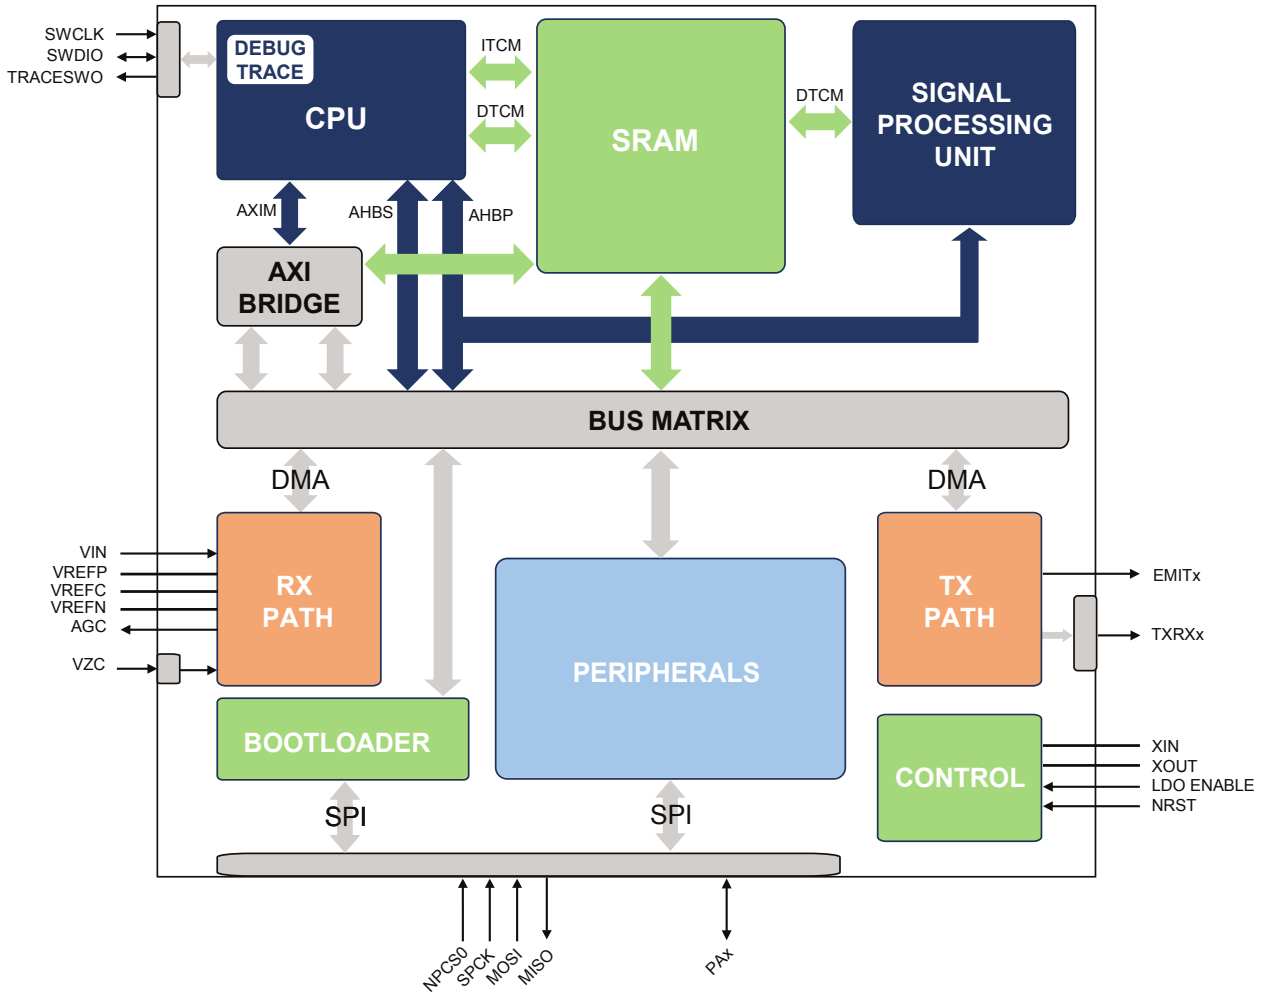 SWCLK
SWDIO
TRACESWO
DEBUG
TRACE
CPU
ITCM
DTCM
SRAM
DTCM
SIGNAL
PROCESSING
UNIT
AXIM
AHBS
AHBP
AXI
BRIDGE
BUS MATRIX
DMA
DMA
VIN
VREFP
VREFC
VREFN
AGC
VZC
RX
PATH
TX
PATH
EMITx
TXRXx
PERIPHERALS
BOOTLOADER
CONTROL
XIN
XOUT
LDO ENABLE
NRST
SPI
SPI
NPCS0
SPCK
MOSI
MISO
PAx